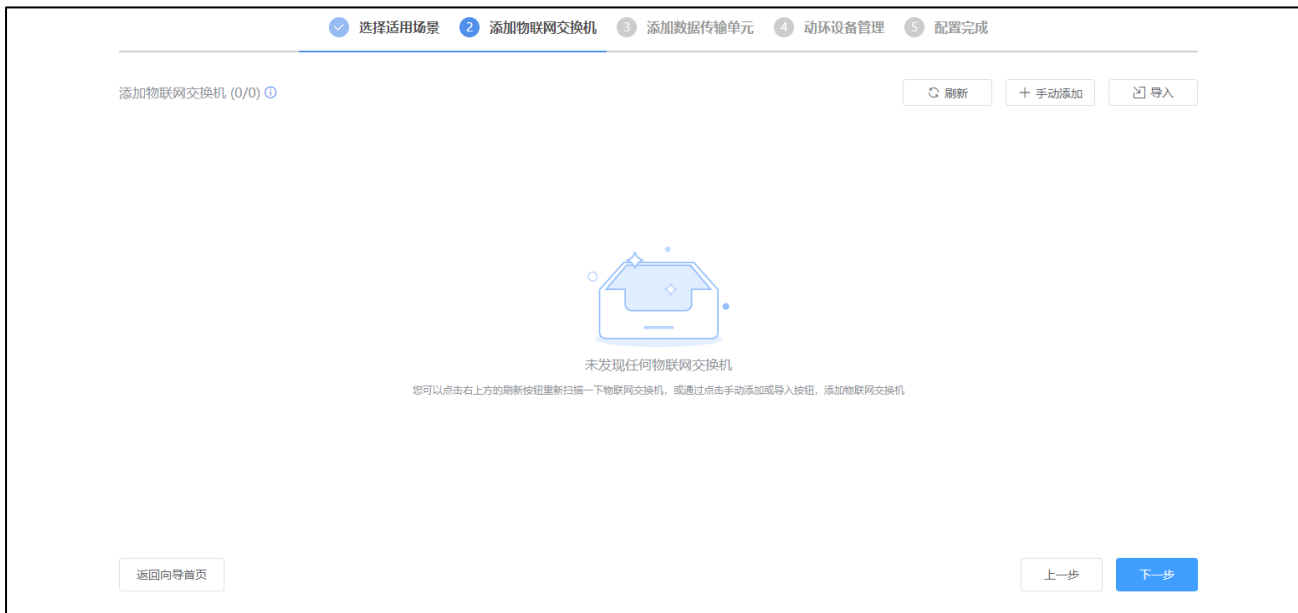 选择适用场景 2 添加物联网交换机 3 添加数据传输单元 4 动环设备管理 5 配置完成
添加物联网交换机 (0/0) 刷新 手动添加 导入
未发现任何物联网交换机
您可以点击右上方的刷新按钮重新扫描一下物联网交换机，或通过点击手动添加或导入按钮，添加物联网交换机
返回向导首页 上一步 下一步